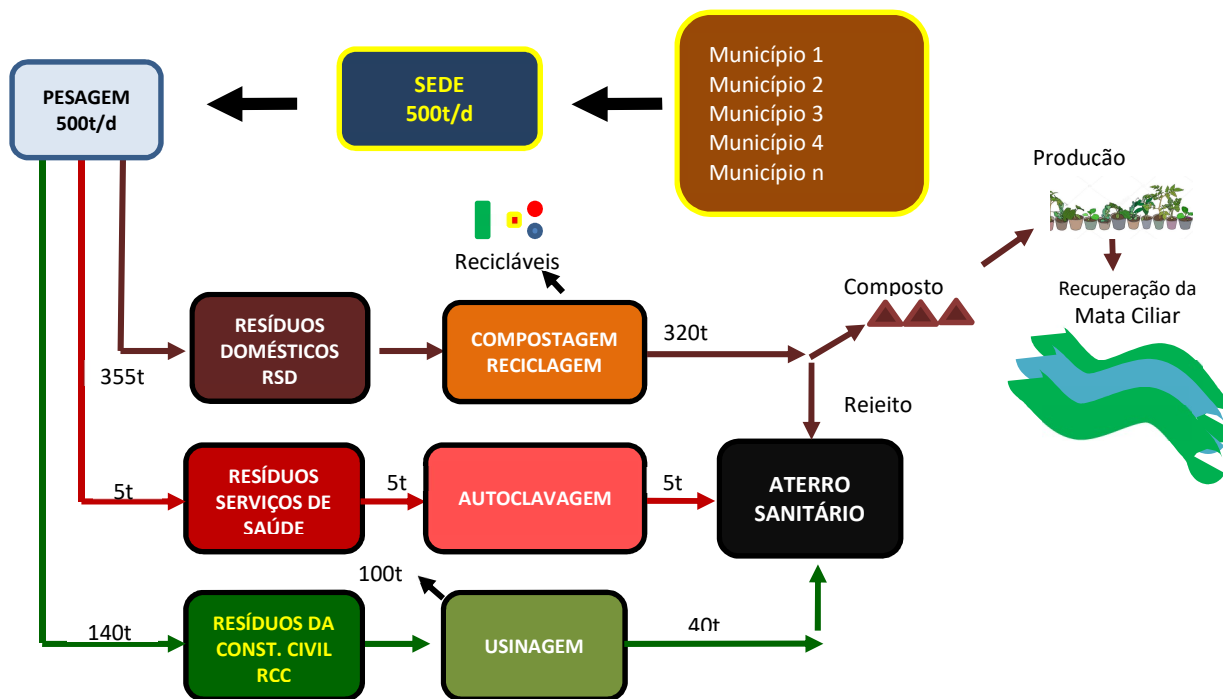 Município 1
Município 2
Município 3
Município 4
Município n
SEDE
500t/d
PESAGEM
500t/d
Producão
Recicláveis
Composto
Recuperação da
Mata Ciliar
RESÍDUOS
DOMÉSTICOS
RSD
COMPOSTAGEM
RECICLAGEM
320t
355t
Rejeito
RESÍDUOS
SERVIÇOS DE
SAÚDE
5t
5t
AUTOCLAVAGEM
5t
ATERRO
SANITÁRIO
100t
140t
RESÍDUOS DA
CONST. CIVIL
RCC
USINAGEM
40t